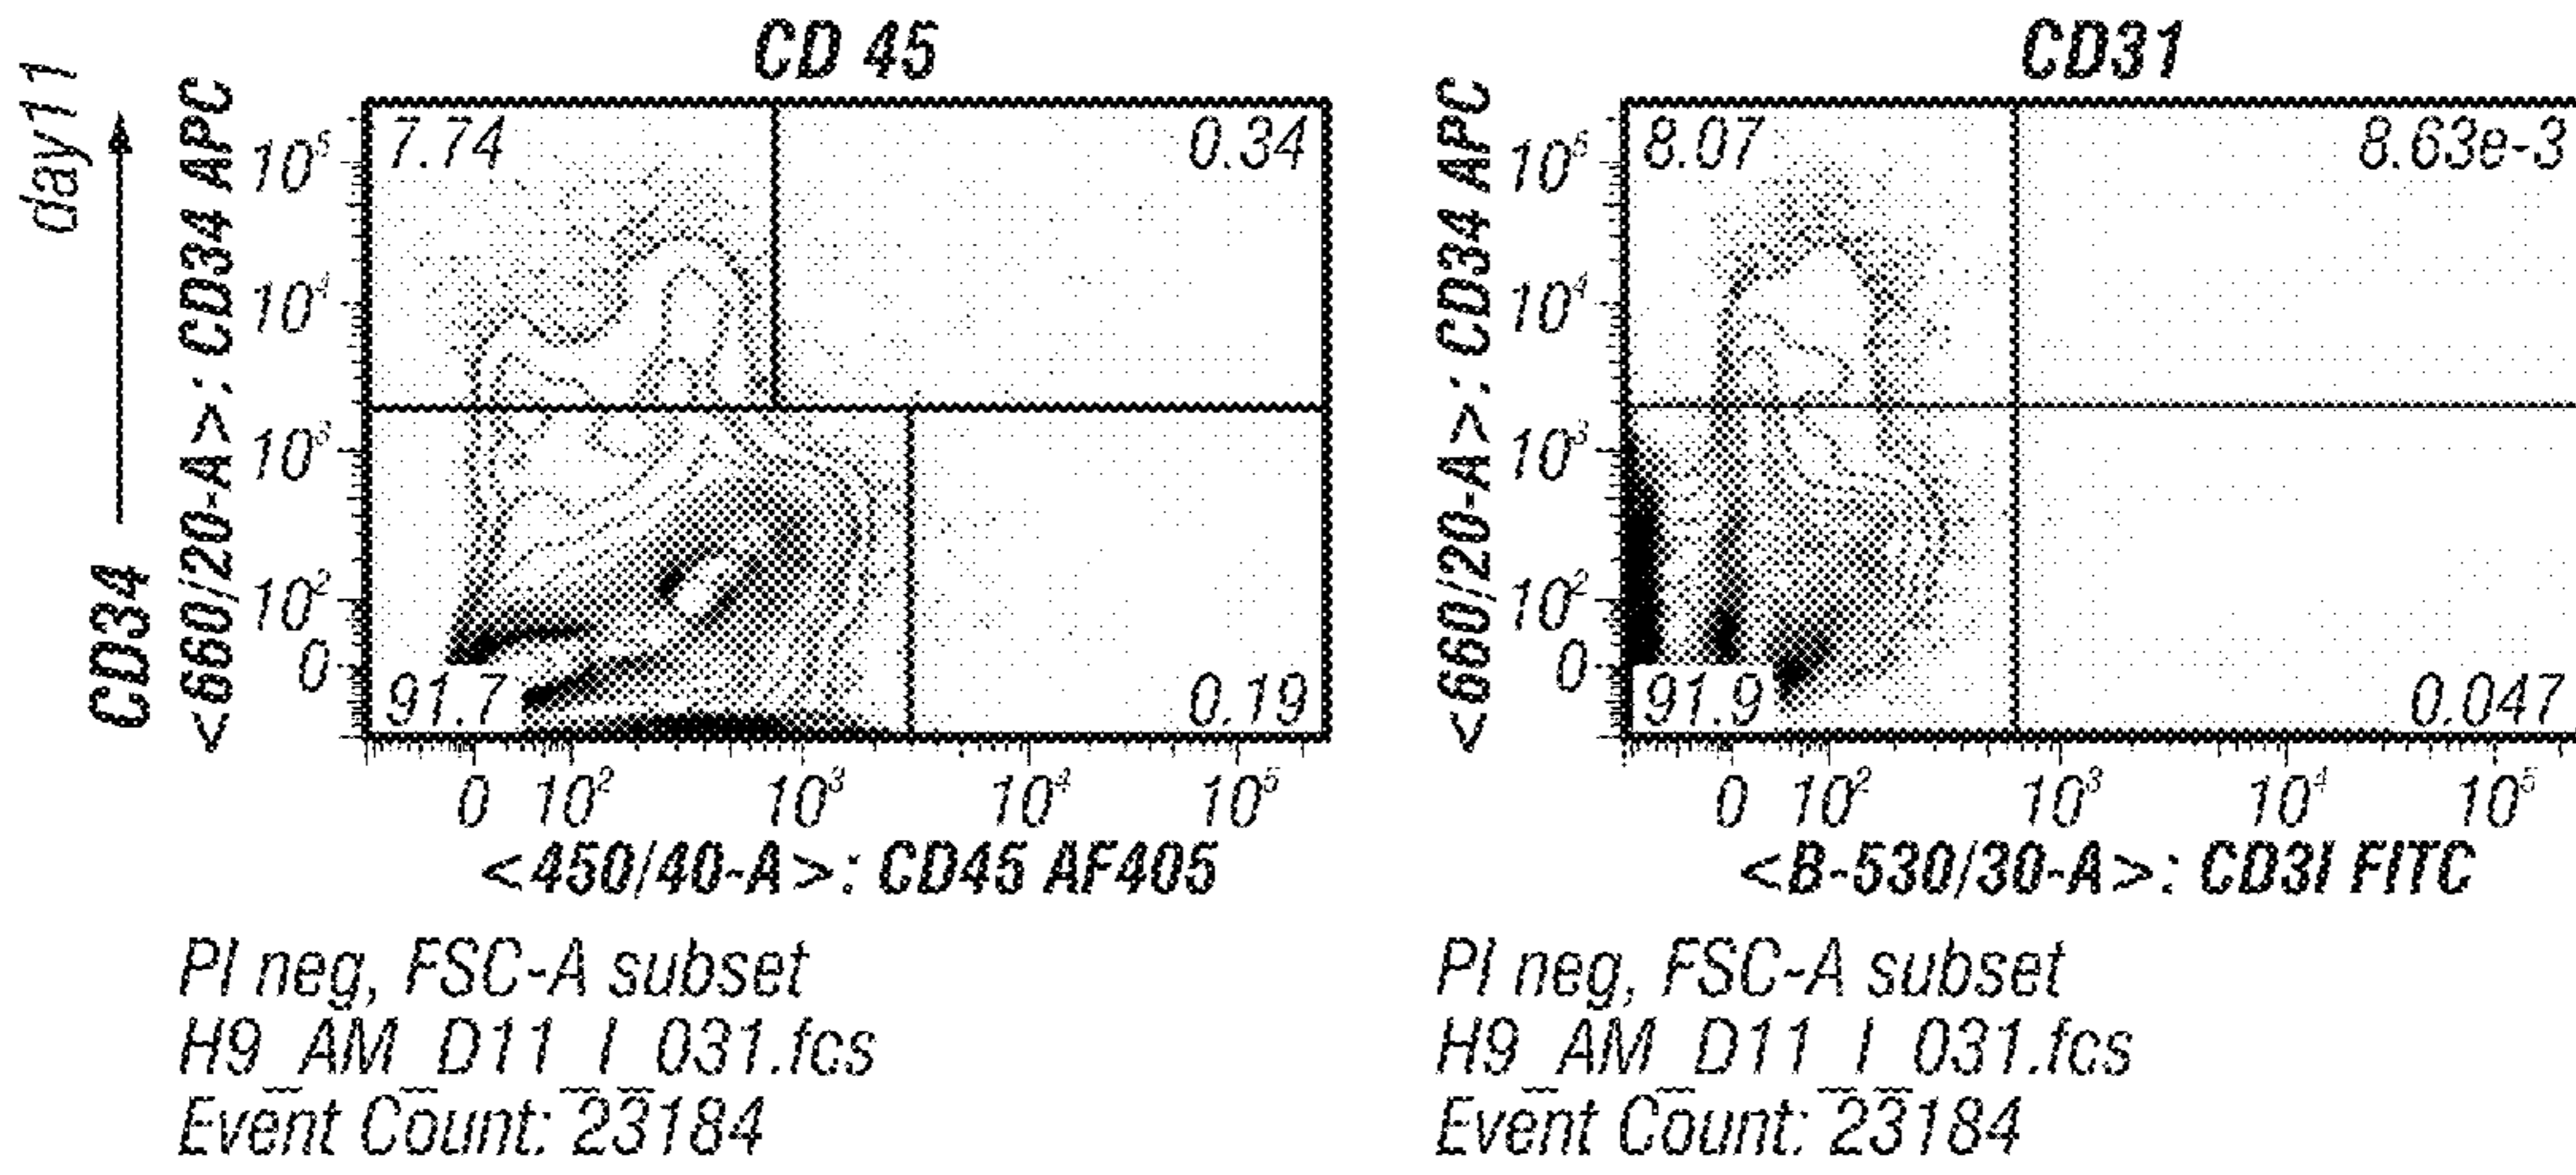 day11
CD34
CD 45
<660/20-A>: CD34 APC
7.74
0.34
91.7
0.19
10⁵
10⁴
10³
10²
0
0 10² 10³ 10⁴ 10⁵
<450/40-A>: CD45 AF405
PI neg, FSC-A subset
H9_AM_D11_I_031.fcs
Event Count: 23184
CD31
<660/20-A>: CD34 APC
8.07
8.63e-3
91.9
0.047
10⁵
10⁴
10³
10²
0
0 10² 10³ 10⁴ 10⁵
<B-530/30-A>: CD3I FITC
PI neg, FSC-A subset
H9_AM_D11_I_031.fcs
Event Count: 23184